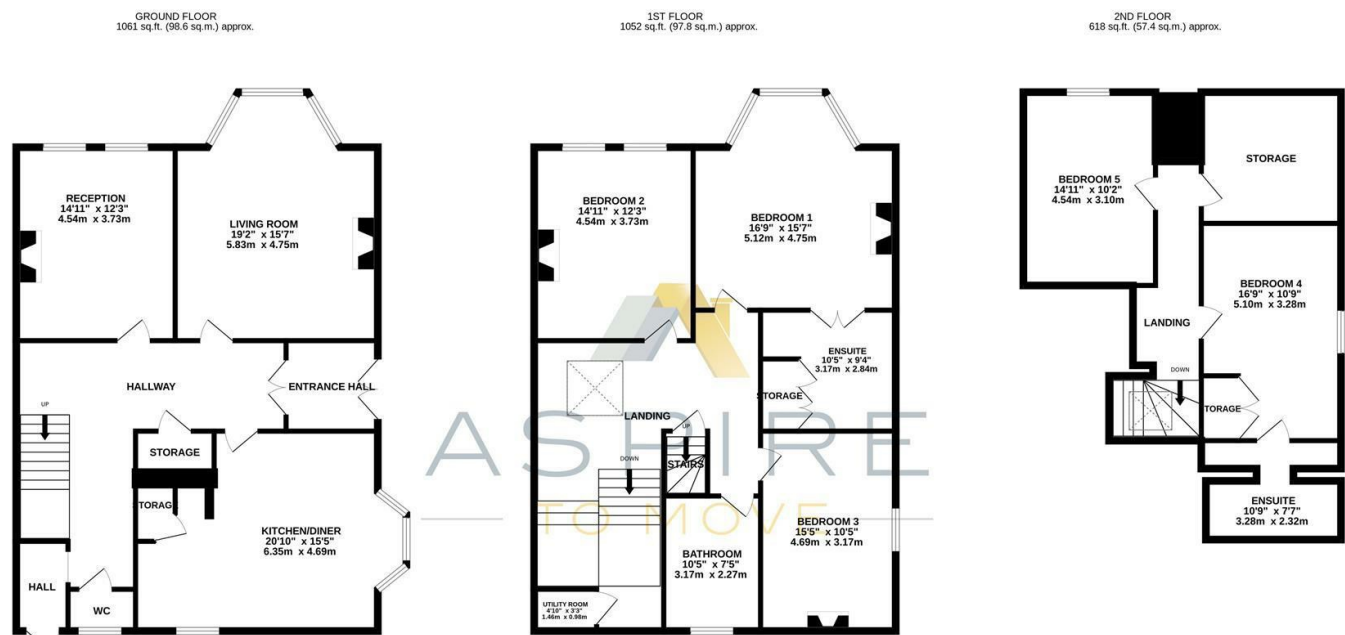 GROUND FLOOR
1061 sq.ft. (98.6 sq.m.) approx.
RECEPTION
14'11" x 12'3"
4.54m x 3.73m
LIVING ROOM
19'2" x 15'7"
5.83m x 4.75m
HALLWAY
ENTRANCE HALL
UP
STORAGE
TORAG
KITCHEN/DINER
20'10" x 15'5"
6.35m x 4.69m
HALL
WC
1ST FLOOR
1052 sq.ft. (97.8 sq.m.) approx.
BEDROOM 2
14'11" x 12'3"
4.54m x 3.73m
BEDROOM 1
16'9" x 15'7"
5.12m x 4.75m
ENSUITE
10'5" x 9'4"
3.17m x 2.84m
STORAGE
LANDING
UP
STAIRS
DOWN
BEDROOM 3
15'5" x 10'5"
4.69m x 3.17m
BATHROOM
10'5" x 7'5"
3.17m x 2.27m
UTILITY ROOM
4'10" x 3'3"
1.46m x 0.98m
ASPIRE
TO MOVE
2ND FLOOR
618 sq.ft. (57.4 sq.m.) approx.
BEDROOM 5
14'11" x 10'2"
4.54m x 3.10m
STORAGE
BEDROOM 4
16'9" x 10'9"
5.10m x 3.28m
LANDING
DOWN
TORAGE
ENSUITE
10'9" x 7'7"
3.28m x 2.32m